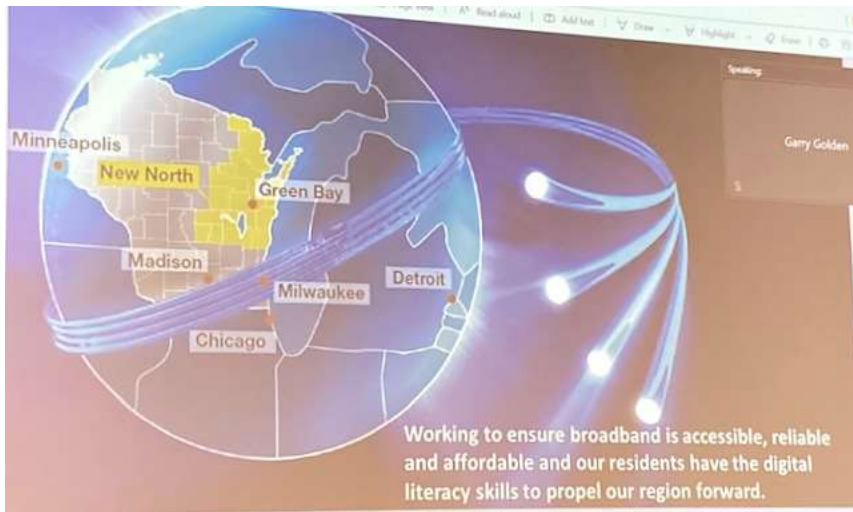 Read aloud
Add text
Draw
Highlight
Erase
Speaking:
Garry Golden
Minneapolis
New North
Green Bay
Madison
Milwaukee
Detroit
Chicago
Working to ensure broadband is accessible, reliable
and affordable and our residents have the digital
literacy skills to propel our region forward.